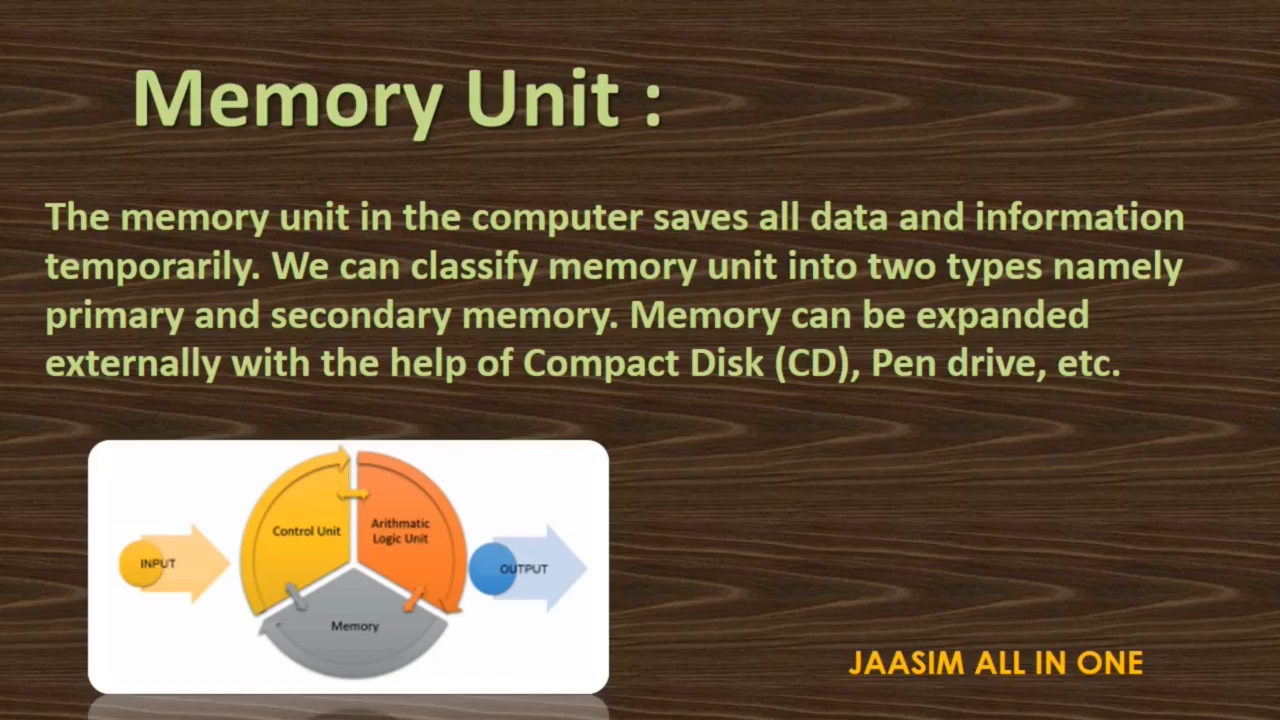 Memory Unit :
The memory unit in the computer saves all data and information
temporarily. We can classify memory unit into two types namely
primary and secondary memory. Memory can be expanded
externally with the help of Compact Disk (CD), Pen drive, etc.
Control Unit
Arithmatic
Logic Unit
INPUT
OUTPUT
Memory
JAASIM ALL IN ONE